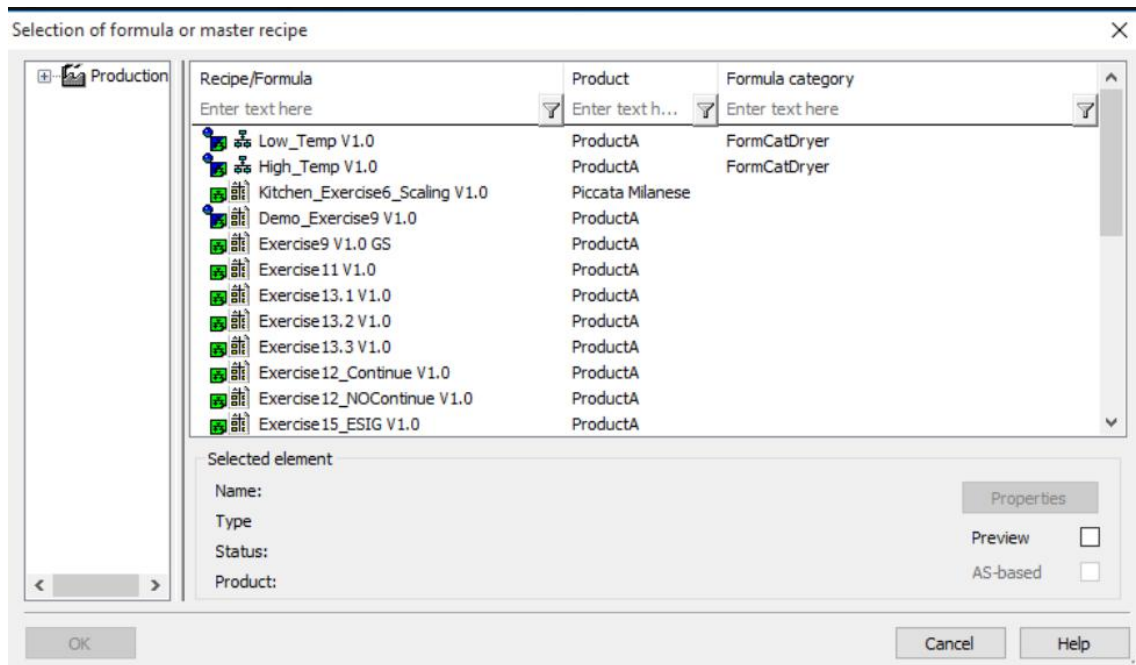 Selection of formula or master recipe
Production
Recipe/Formula Product Formula category
Enter text here Enter text h... Enter text here
Low_Temp V1.0 ProductA FormCatDryer
High_Temp V1.0 ProductA FormCatDryer
Kitchen_Exercise6_Scaling V1.0 Piccata Milanese
Demo_Exercise9 V1.0 ProductA
Exercise9 V1.0 GS ProductA
Exercise11 V1.0 ProductA
Exercise13.1 V1.0 ProductA
Exercise13.2 V1.0 ProductA
Exercise13.3 V1.0 ProductA
Exercise12_Continue V1.0 ProductA
Exercise12_NOContinue V1.0 ProductA
Exercise15_ESIG V1.0 ProductA
Selected element
Name:
Properties
Type
Preview
Status:
AS-based
Product:
OK Cancel Help